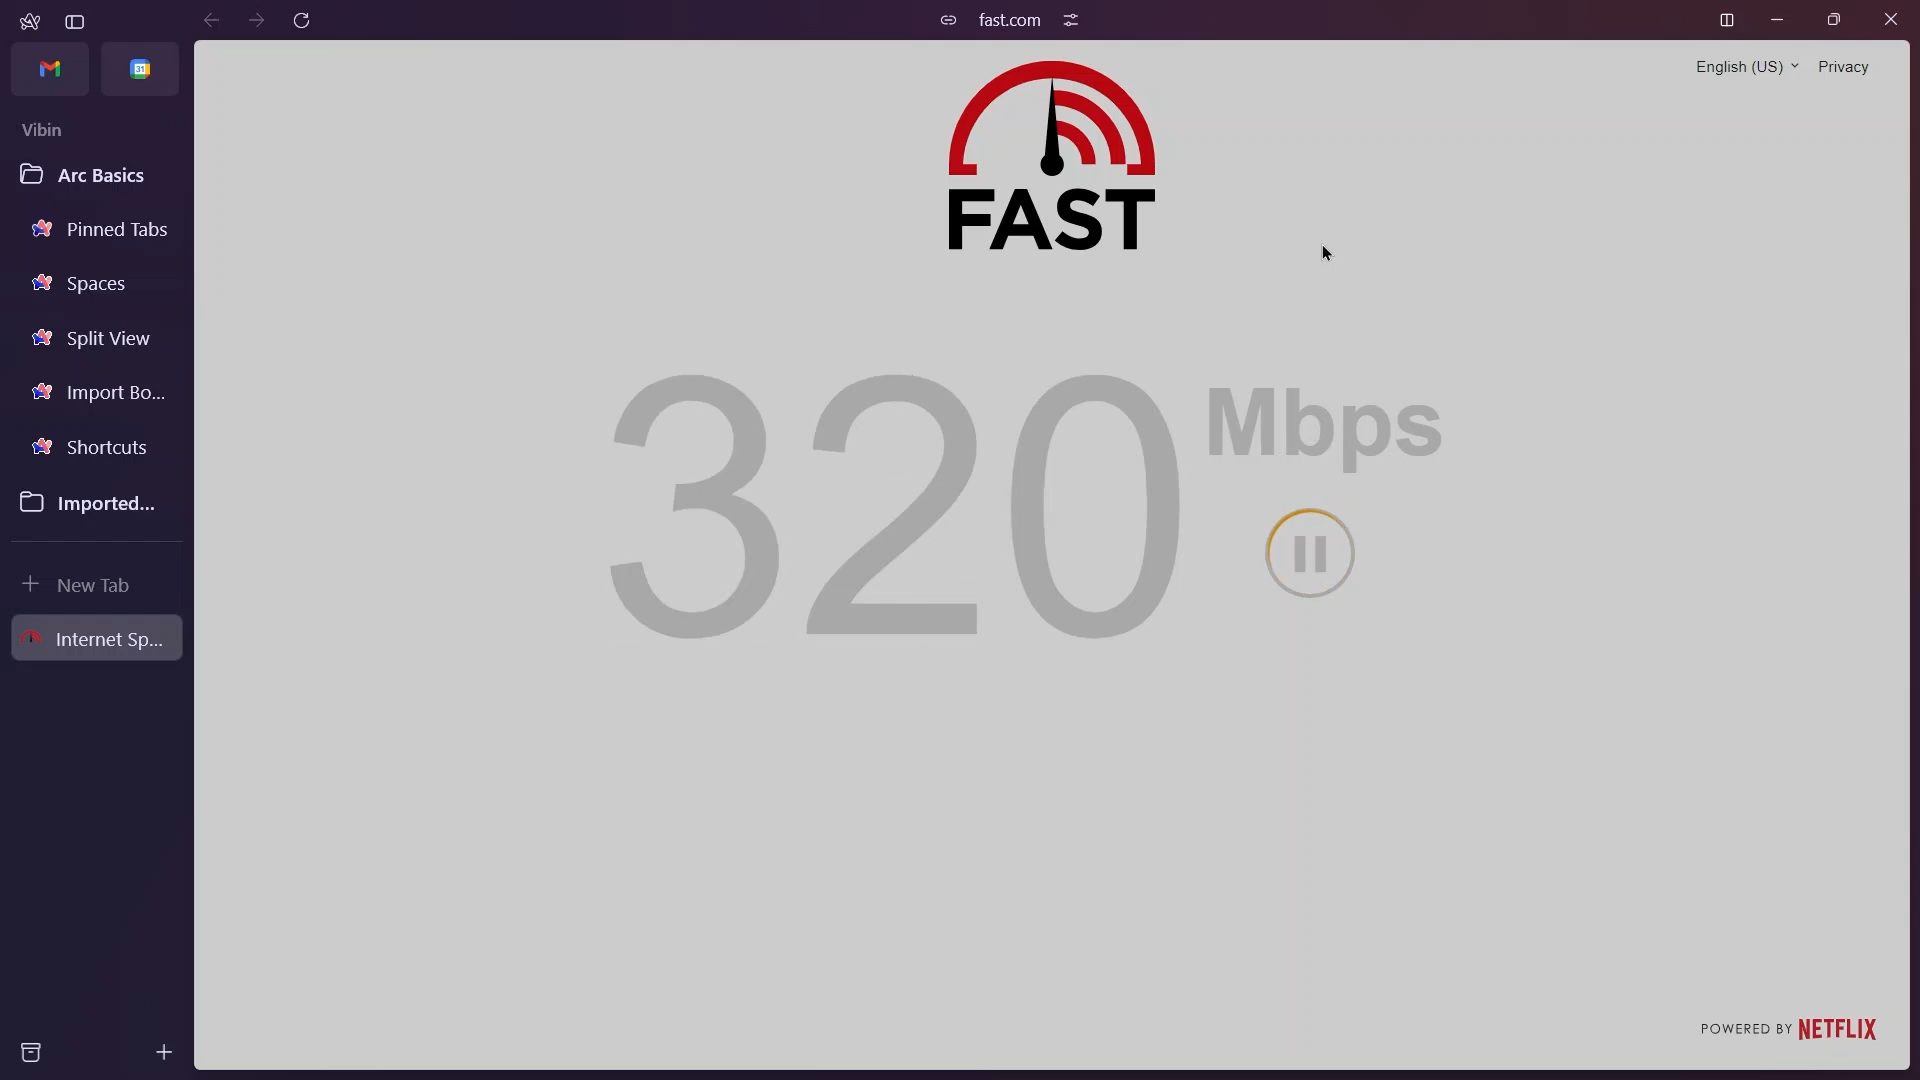 fast.com
31
Vibin
Arc Basics
Pinned Tabs
Spaces
Split View
Import Bo...
Shortcuts
Imported...
New Tab
Internet Sp...
English (US)
Privacy
FAST
320 Mbps
POWERED BY NETFLIX